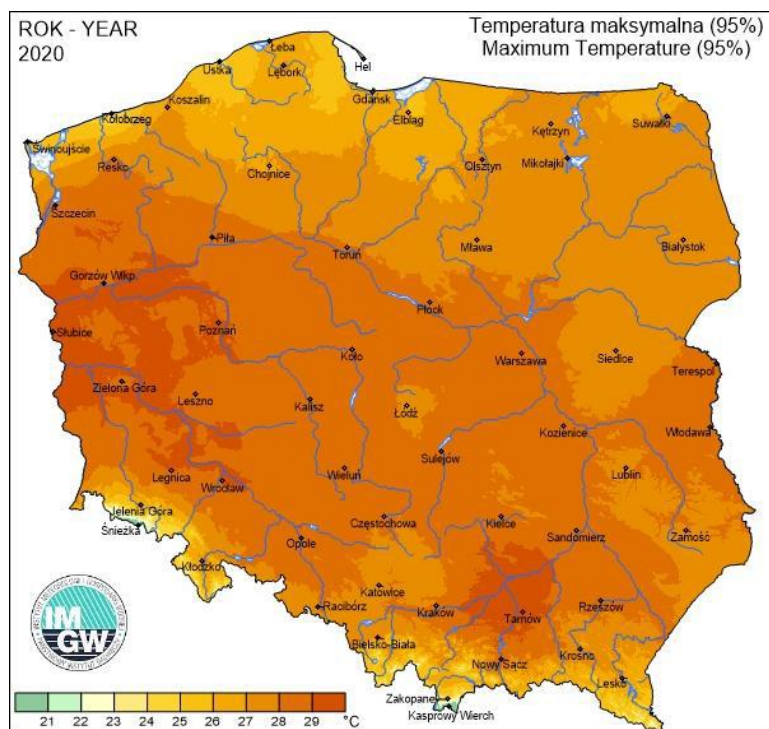 ROK - YEAR
2020
Temperatura maksymalna (95%)
Maximum Temperature (95%)
Łeba
Hel
Ustka
Lębork
Gdańsk
Koszalin
Kołobrzeg
Elbląg
Suwałki
Kętrzyn
Świnoujście
Resko
Chojnice
Olsztyn
Mikołajki
Szczecin
Piła
Toruń
Mława
Białystok
Gorzów Wlkp.
Płock
Słubice
Poznań
Koło
Warszawa
Siedlce
Terespol
Zielona Góra
Leszno
Kalisz
Łódź
Kozienice
Włodawa
Sulejów
Legnica
Wrocław
Wieluń
Lublin
Jelenia Góra
Śnieżka
Częstochowa
Kielce
Sandomierz
Zamość
Opole
Kłodzko
Katowice
Racibórz
Kraków
Tarnów
Rzeszów
Bielsko-Biała
Nowy Sącz
Krosno
Lesko
Zakopane
Kasprowy Wierch
IM
GW
21 22 23 24 25 26 27 28 29 °C